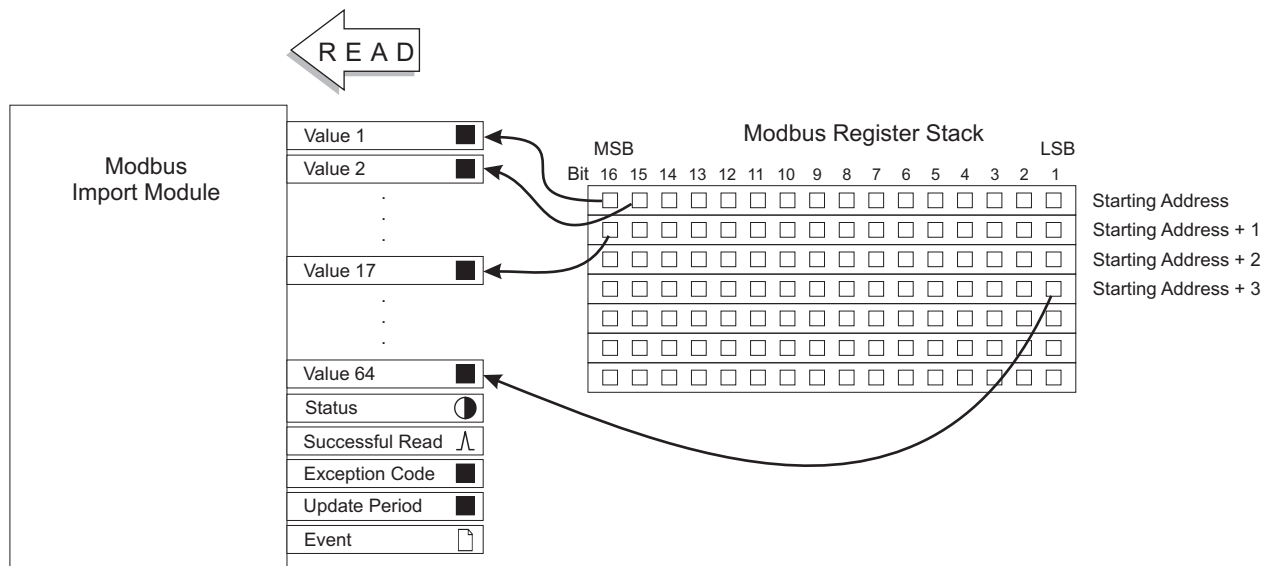 READ
Modbus
Import Module
Value 1
Value 2
.
.
.
Value 17
.
.
.
Value 64
Status
Successful Read
Exception Code
Update Period
Event
Modbus Register Stack
MSB LSB
Bit 16 15 14 13 12 11 10 9 8 7 6 5 4 3 2 1
Starting Address
Starting Address + 1
Starting Address + 2
Starting Address + 3